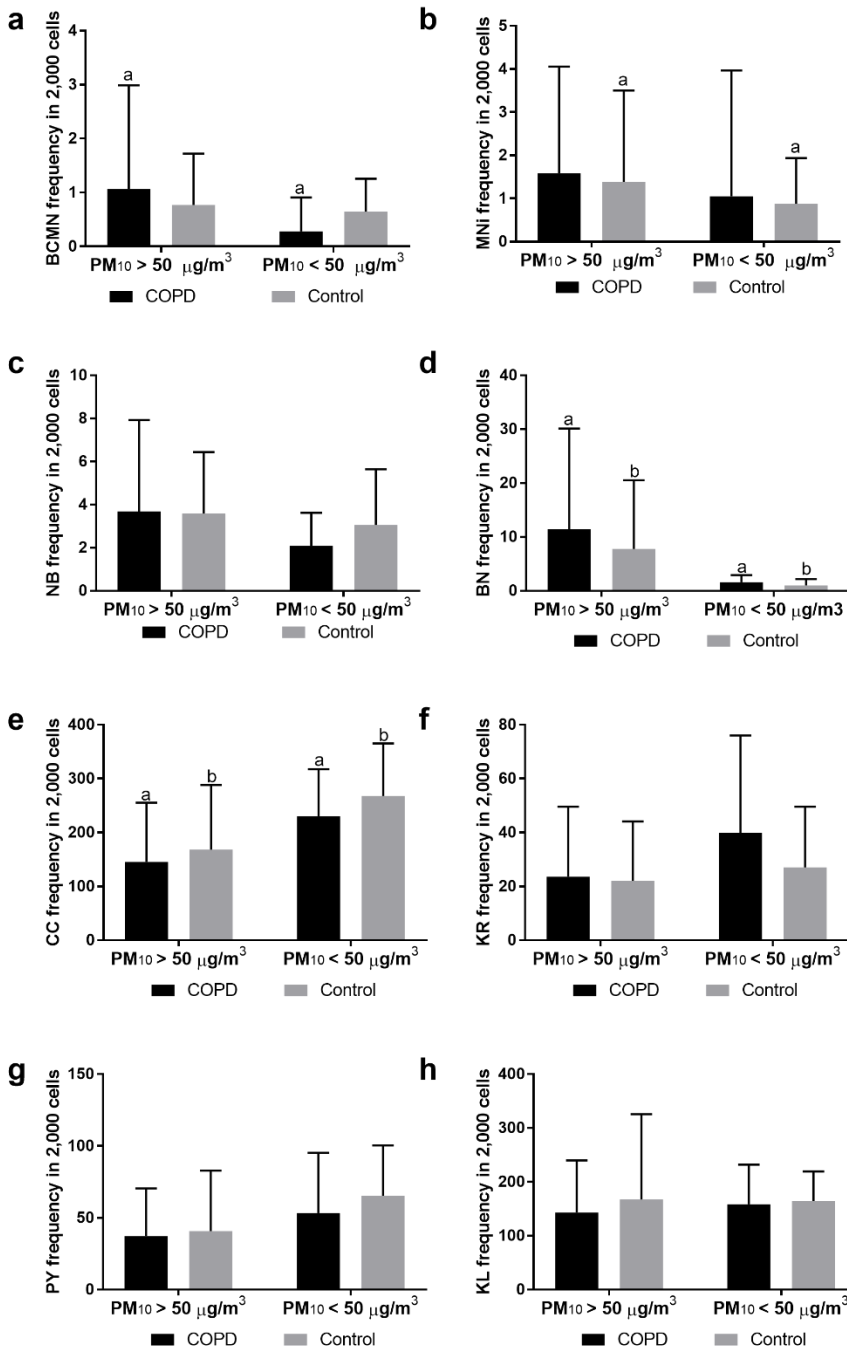 a
BCMN frequency in 2,000 cells
4
3
2
1
0
a
a
PM10 > 50 μg/m3
PM10 < 50 μg/m3
COPD
Control
b
MNi frequency in 2,000 cells
5
4
3
2
1
0
a
a
PM10 > 50 μg/m3
PM10 < 50 μg/m3
COPD
Control
c
NB frequency in 2,000 cells
10
8
6
4
2
0
PM10 > 50 μg/m3
PM10 < 50 μg/m3
COPD
Control
d
BN frequency in 2,000 cells
40
30
20
10
0
a
b
a
b
PM10 > 50 μg/m3
PM10 < 50 μg/m3
COPD
Control
e
CC frequency in 2,000 cells
400
300
200
100
0
a
b
a
b
PM10 > 50 μg/m3
PM10 < 50 μg/m3
COPD
Control
f
KR frequency in 2,000 cells
80
60
40
20
0
PM10 > 50 μg/m3
PM10 < 50 μg/m3
COPD
Control
g
PY frequency in 2,000 cells
150
100
50
0
PM10 > 50 μg/m3
PM10 < 50 μg/m3
COPD
Control
h
KL frequency in 2,000 cells
400
300
200
100
0
PM10 > 50 μg/m3
PM10 < 50 μg/m3
COPD
Control